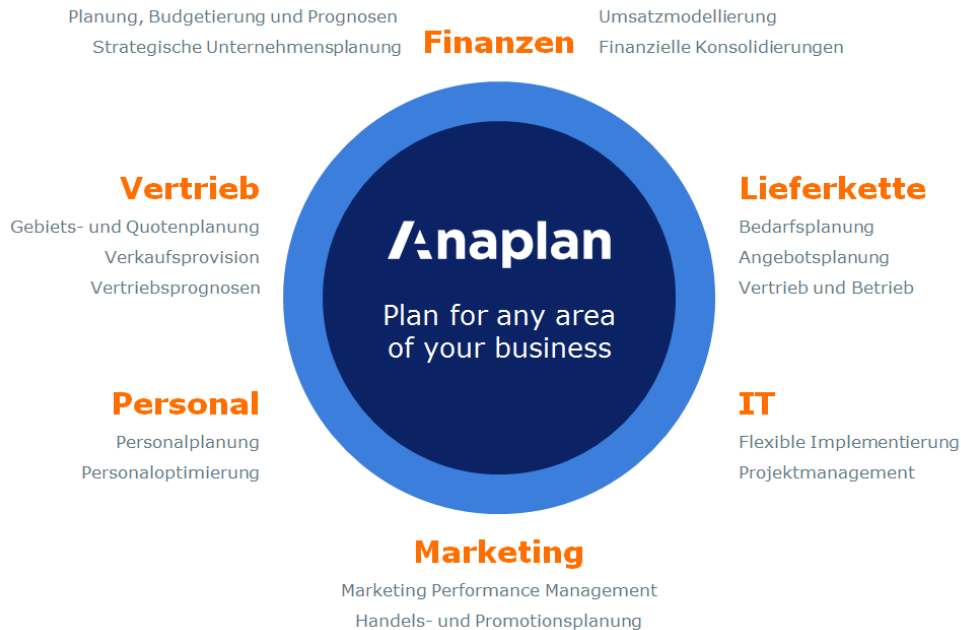 Planung, Budgetierung und Prognosen
Strategische Unternehmensplanung
Finanzen
Umsatzmodellierung
Finanzielle Konsolidierungen
Vertrieb
Gebiets- und Quotenplanung
Verkaufsprovision
Vertriebsprognosen
Anaplan
Plan for any area
of your business
Lieferkette
Bedarfsplanung
Angebotsplanung
Vertrieb und Betrieb
Personal
Personalplanung
Personaloptimierung
IT
Flexible Implementierung
Projektmanagement
Marketing
Marketing Performance Management
Handels- und Promotionsplanung